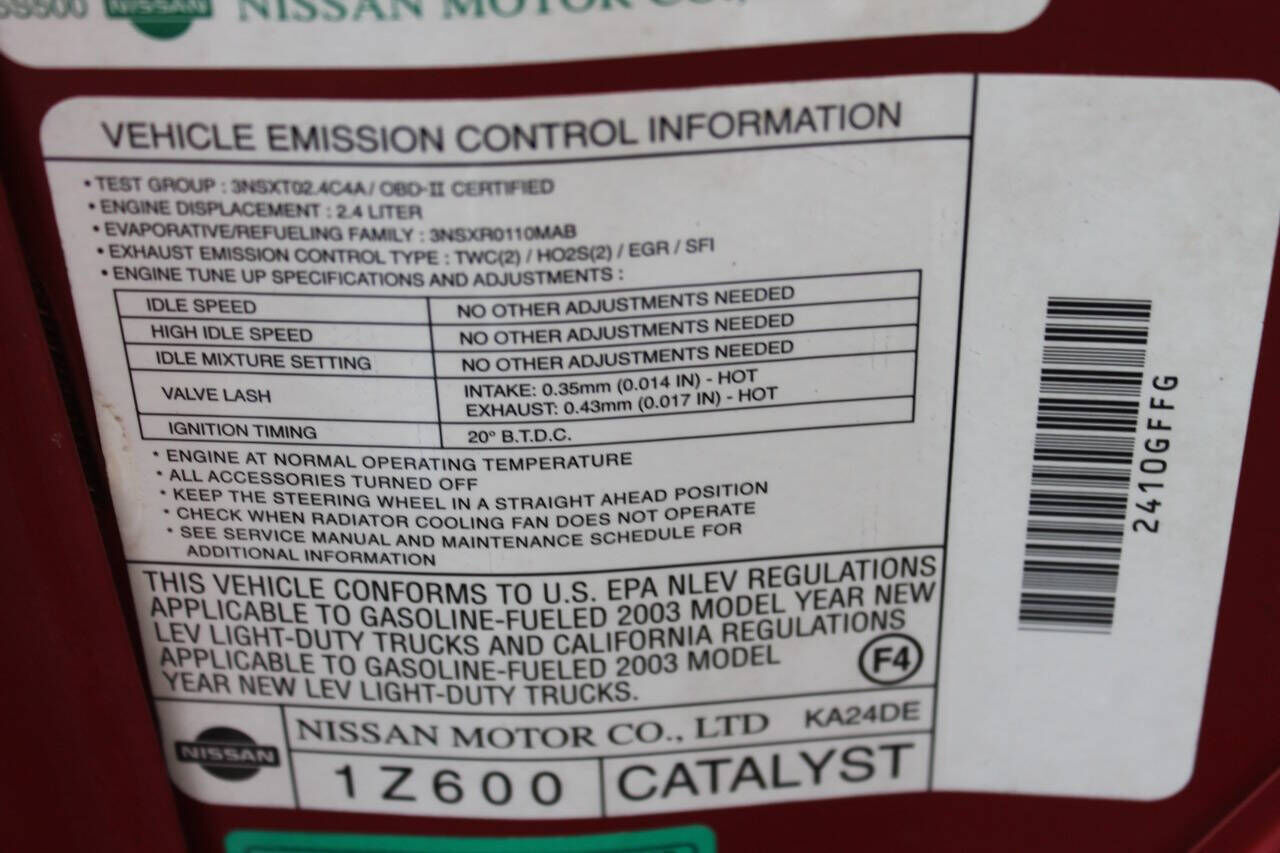 NISSAN NISSAN MOTOR CO.,
VEHICLE EMISSION CONTROL INFORMATION
• TEST GROUP : 3NSXT02.4C4A / OBD-II CERTIFIED
• ENGINE DISPLACEMENT : 2.4 LITER
• EVAPORATIVE/REFUELING FAMILY : 3NSXR0110MAB
• EXHAUST EMISSION CONTROL TYPE : TWC(2) / HO2S(2) / EGR / SFI
• ENGINE TUNE UP SPECIFICATIONS AND ADJUSTMENTS :
IDLE SPEED NO OTHER ADJUSTMENTS NEEDED
HIGH IDLE SPEED NO OTHER ADJUSTMENTS NEEDED
IDLE MIXTURE SETTING NO OTHER ADJUSTMENTS NEEDED
VALVE LASH INTAKE: 0.35mm (0.014 IN) - HOT
EXHAUST: 0.43mm (0.017 IN) - HOT
IGNITION TIMING 20° B.T.D.C.
* ENGINE AT NORMAL OPERATING TEMPERATURE
* ALL ACCESSORIES TURNED OFF
* KEEP THE STEERING WHEEL IN A STRAIGHT AHEAD POSITION
* CHECK WHEN RADIATOR COOLING FAN DOES NOT OPERATE
* SEE SERVICE MANUAL AND MAINTENANCE SCHEDULE FOR
ADDITIONAL INFORMATION
THIS VEHICLE CONFORMS TO U.S. EPA NLEV REGULATIONS
APPLICABLE TO GASOLINE-FUELED 2003 MODEL YEAR NEW
LEV LIGHT-DUTY TRUCKS AND CALIFORNIA REGULATIONS
APPLICABLE TO GASOLINE-FUELED 2003 MODEL
YEAR NEW LEV LIGHT-DUTY TRUCKS.
F4
NISSAN
NISSAN MOTOR CO., LTD KA24DE
1Z600 CATALYST
2410GFFG